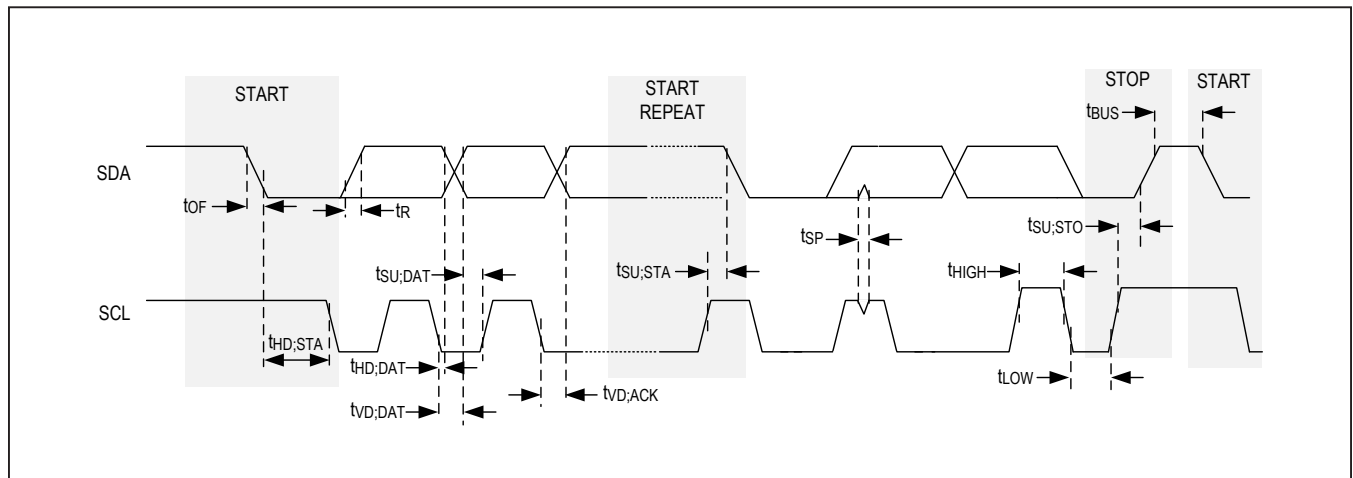 START
START
REPEAT
STOP
START
tBUS
SDA
tOF
tR
tSP
tSU;STO
tSU;DAT
tSU;STA
tHIGH
SCL
tHD;STA
tHD;DAT
tVD;DAT
tVD;ACK
tLOW